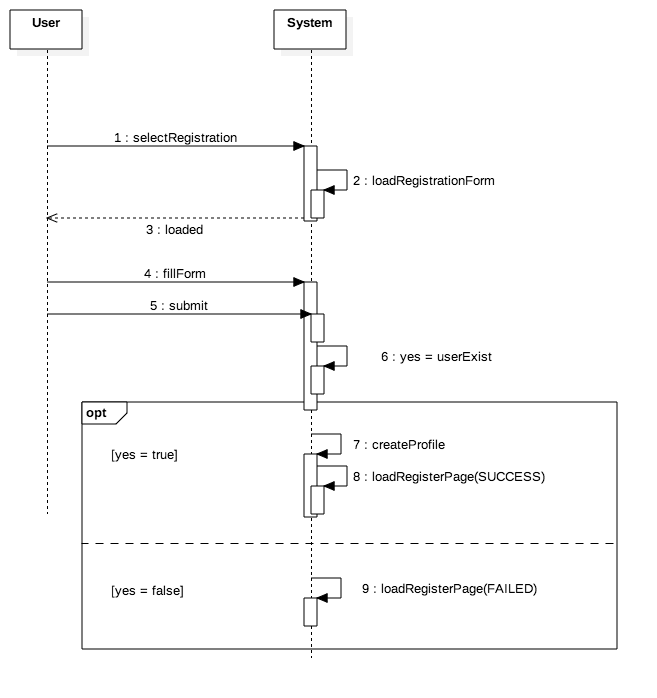 User
System
1 : selectRegistration
2 : loadRegistrationForm
3 : loaded
4 : fillForm
5 : submit
6 : yes = userExist
opt
[yes = true]
7 : createProfile
8 : loadRegisterPage(SUCCESS)
[yes = false]
9 : loadRegisterPage(FAILED)